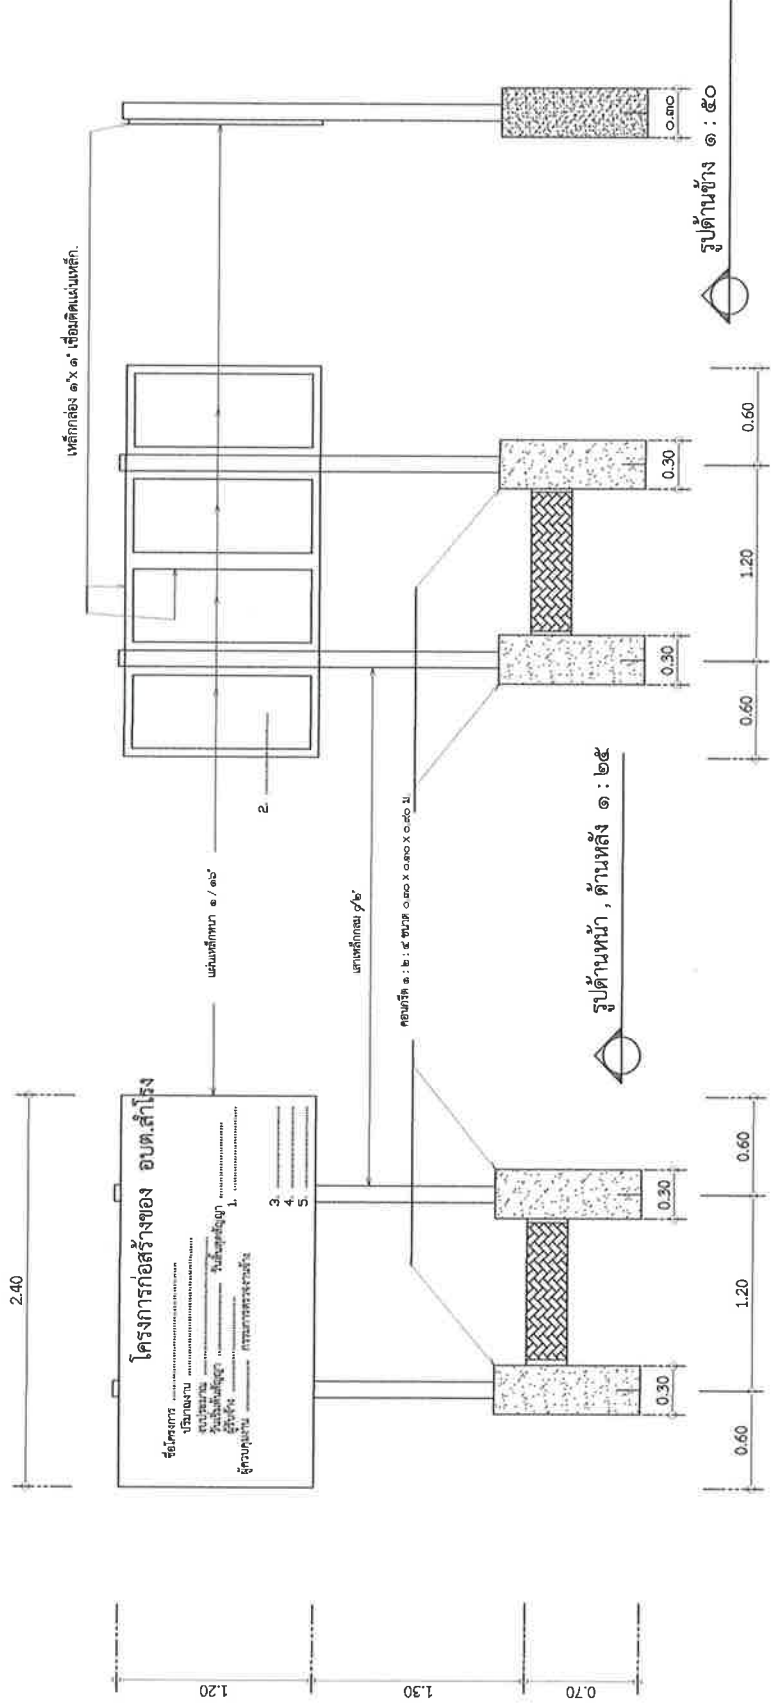 2.40
โครงการก่อสร้างของ อบต.สำโรง
ชื่อโครงการ
ปริมาณงาน
งบประมาณ
วันเริ่มต้นสัญญา
วันสิ้นสุดสัญญา
ผู้รับจ้าง
1.
ผู้ควบคุมงาน
กรรมการตรวจงานจ้าง
3.
4.
5.
แผ่นเหล็กหนา ๑ / ๑๖"
2.
เหล็กกล่อง ๑"x ๑" เชื่อมติดแผ่นเหล็ก.
เสาเหล็กกลม
คอนกรีต ๑ : ๒ : ๔ ขนาด ๐.๓๐ x ๐.๓๐ x ๐.๙๐ ม.
1.20
1.30
0.70
0.30
0.30
0.60
1.20
0.60
0.30
0.30
0.60
1.20
0.60
๐.๓๐
รูปด้านหน้า , ด้านหลัง ๑ : ๒๕
รูปด้านข้าง ๑ : ๕๐